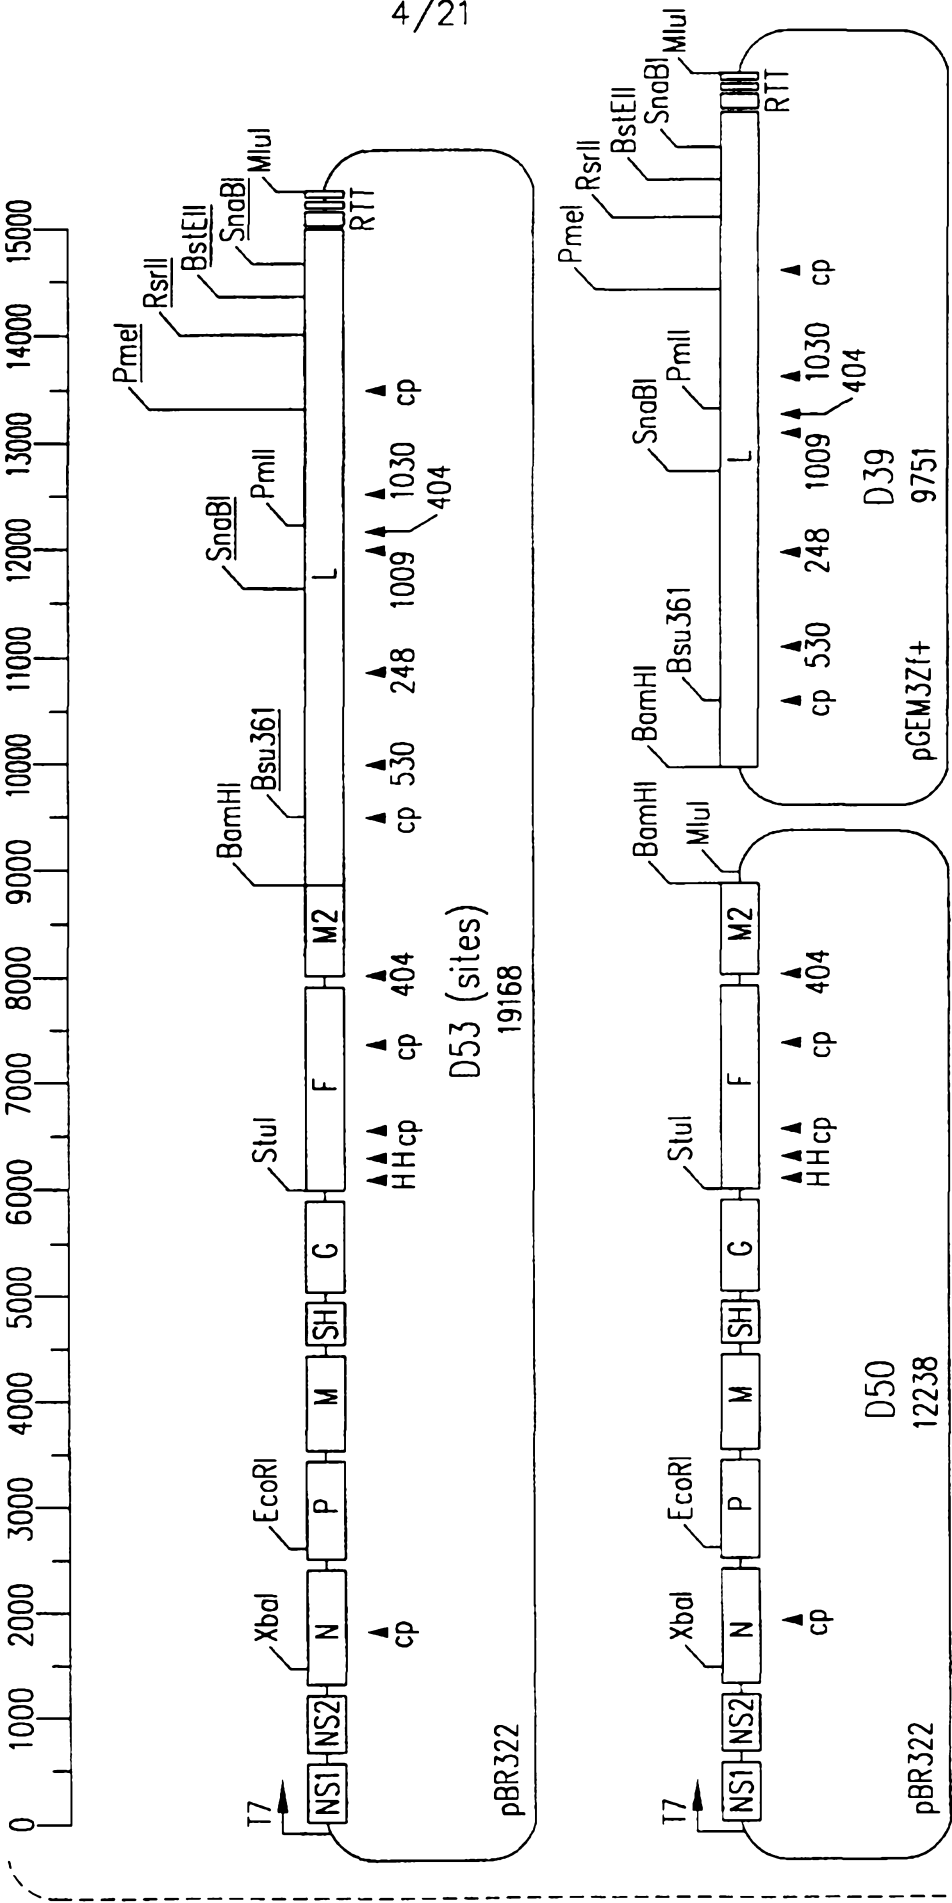 4/21
0 1000 2000 3000 4000 5000 6000 7000 8000 9000 10000 11000 12000 13000 14000 15000
T7 XbaI EcoRI StuI BamHI Bsu361 SnaBI PmlI PmeI RsrII BstEII SnaBI MluI
NS1 NS2 N P M SH G F M2 L RTT
cp HHcp cp 404 cp 530 248 1009 404 1030 cp
D53 (sites)
19168
pBR322
T7 XbaI EcoRI StuI BamHI MluI
NS1 NS2 N P M SH G F M2
cp HHcp cp 404
D50
12238
pBR322
BamHI Bsu361 SnaBI PmlI PmeI RsrII BstEII SnaBI MluI
L RTT
cp 530 248 1009 404 1030 cp
D39
9751
pGEM3Zf+